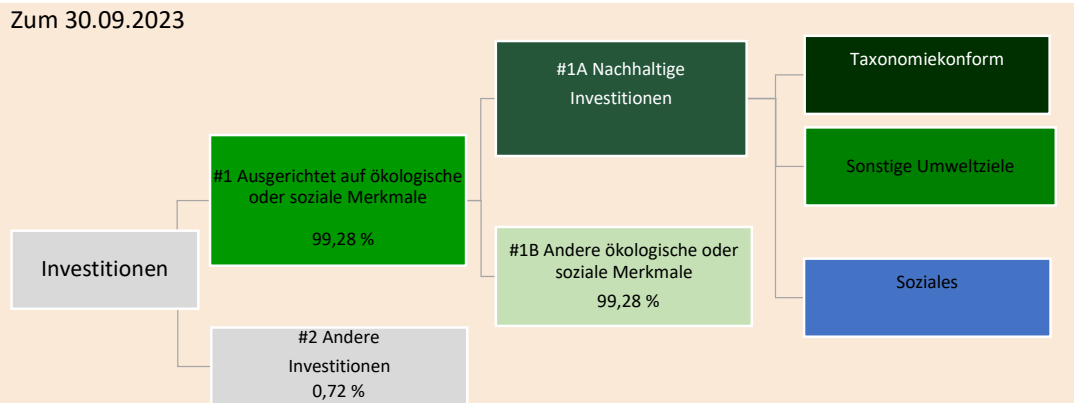 Zum 30.09.2023
#1A Nachhaltige
Investitionen
Taxonomiekonform
#1 Ausgerichtet auf ökologische
oder soziale Merkmale
99,28 %
Sonstige Umweltziele
Investitionen
#1B Andere ökologische oder
soziale Merkmale
99,28 %
Soziales
#2 Andere
Investitionen
0,72 %